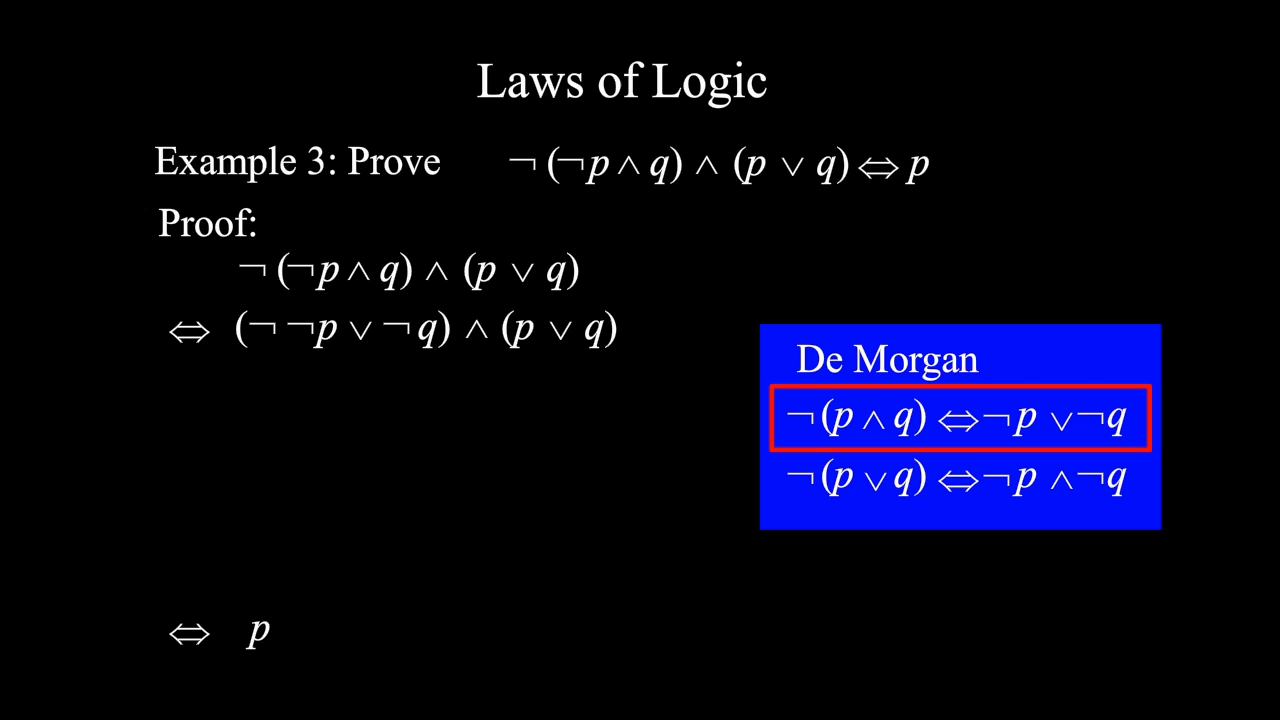 Laws of Logic
Example 3: Prove ¬(¬p ∧ q) ∧ (p ∨ q) ⇔ p
Proof:
¬(¬p ∧ q) ∧ (p ∨ q)
⇔ (¬¬p ∨ ¬q) ∧ (p ∨ q)
De Morgan
¬(p ∧ q) ⇔ ¬p ∨ ¬q
¬(p ∨ q) ⇔ ¬p ∧ ¬q
⇔ p